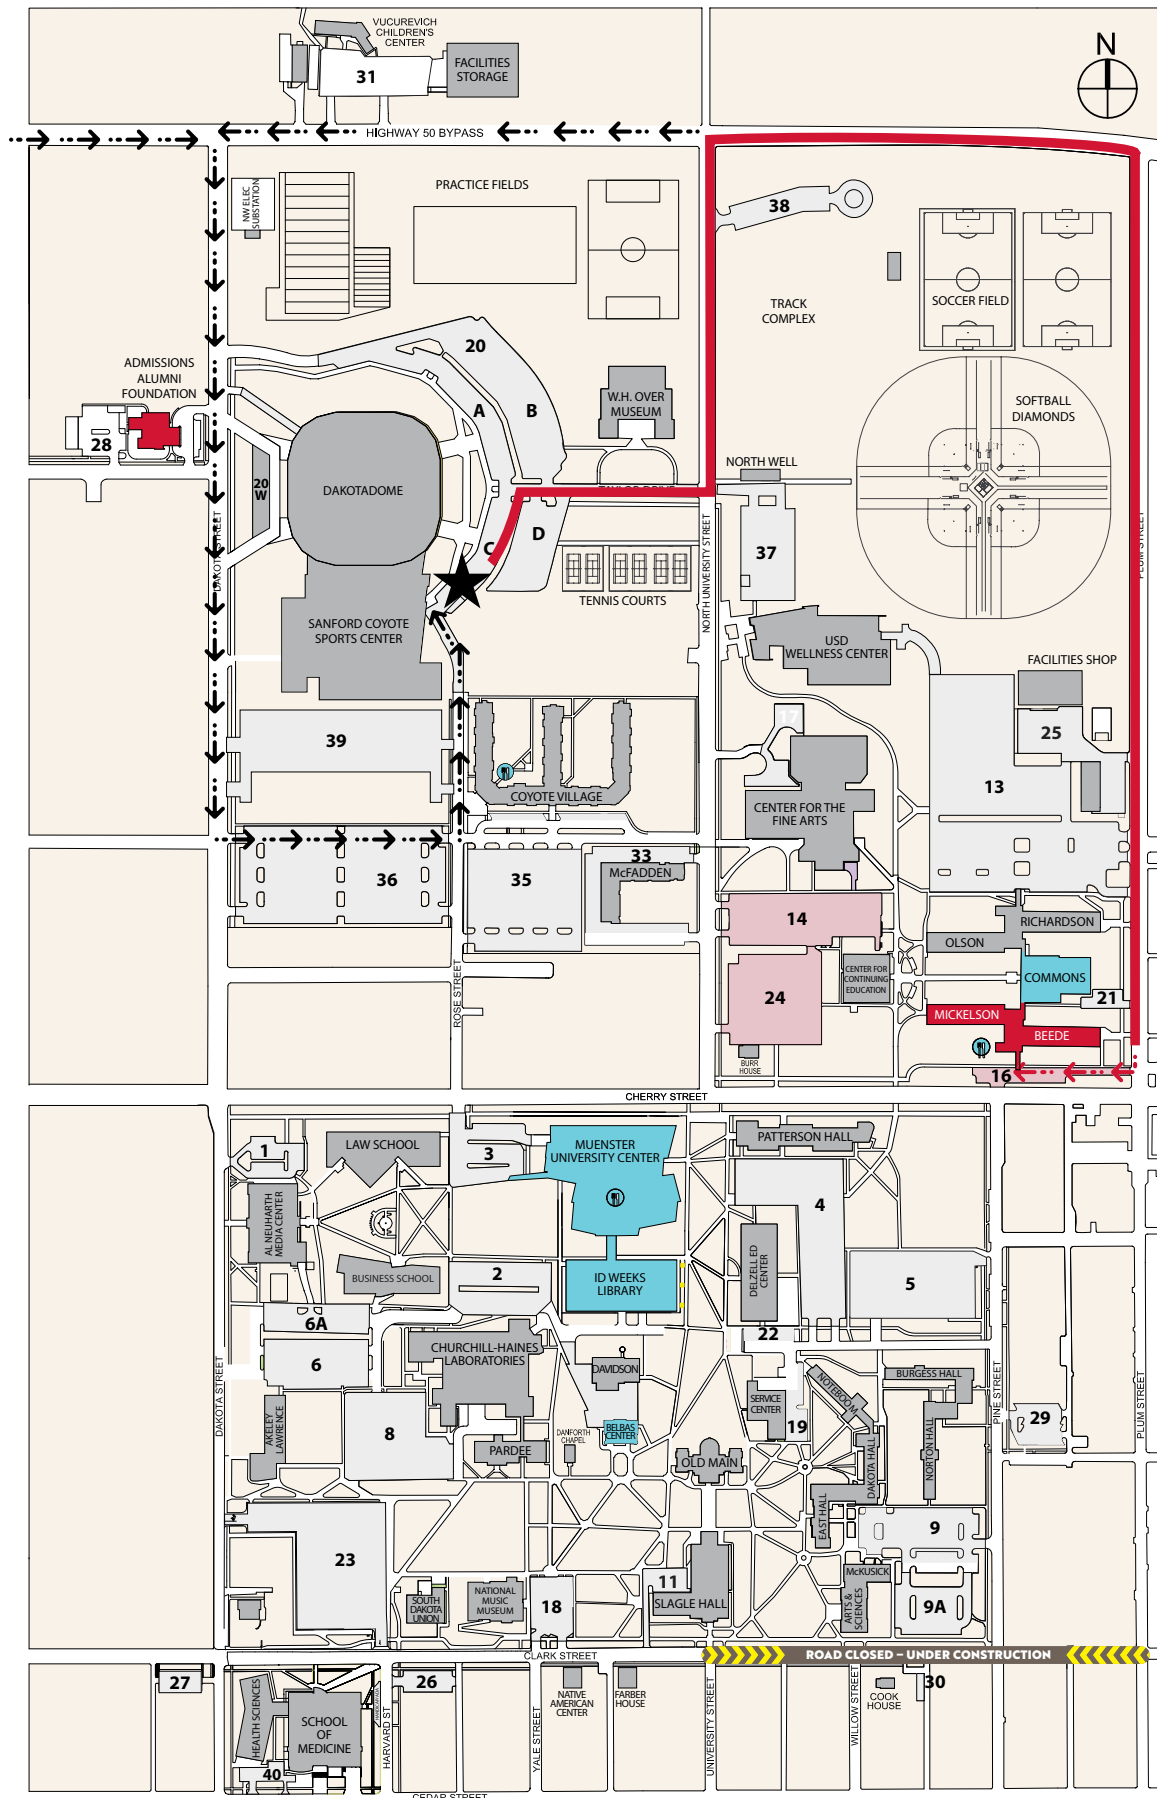 VUCUREVICH
CHILDREN'S
CENTER
N
31
FACILITIES
STORAGE
HIGHWAY 50 BYPASS
NW ELEC
SUBSTATION
PRACTICE FIELDS
38
TRACK
COMPLEX
SOCCER FIELD
20
ADMISSIONS
ALUMNI
FOUNDATION
28
A
B
W.H. OVER
MUSEUM
SOFTBALL
DIAMONDS
20
W
DAKOTADOME
NORTH WELL
TAYLOR DRIVE
DAKOTA STREET
C
D
NORTH UNIVERSITY STREET
37
PLUM STREET
TENNIS COURTS
SANFORD COYOTE
SPORTS CENTER
USD
WELLNESS CENTER
FACILITIES SHOP
39
17
25
13
COYOTE VILLAGE
CENTER FOR THE
FINE ARTS
36
35
33
McFADDEN
14
RICHARDSON
OLSON
CENTER FOR
CONTINUING
EDUCATION
COMMONS
24
21
MICKELSON
BEEDE
ROSE STREET
BURR
HOUSE
16
CHERRY STREET
1
LAW SCHOOL
3
MUENSTER
UNIVERSITY CENTER
PATTERSON HALL
AL NEUHARTH
MEDIA CENTER
4
BUSINESS SCHOOL
2
ID WEEKS
LIBRARY
DELZELL ED
CENTER
5
6A
22
CHURCHILL-HAINES
LABORATORIES
6
DAVIDSON
NOTEBOOM
BURGESS HALL
DAKOTA STREET
AKELEY
LAWRENCE
8
SERVICE
CENTER
19
PINE STREET
29
PLUM STREET
BELBAS
CENTER
DANFORTH
CHAPEL
PARDEE
OLD MAIN
DAKOTA HALL
NORTON HALL
EAST HALL
9
23
11
McKUSICK
ARTS &
SCIENCES
9A
SOUTH
DAKOTA
UNION
NATIONAL
MUSIC
MUSEUM
18
SLAGLE HALL
CLARK STREET
ROAD CLOSED – UNDER CONSTRUCTION
27
26
NATIVE
AMERICAN
CENTER
FARBER
HOUSE
COOK
HOUSE
30
HEALTH SCIENCES
SCHOOL
OF
MEDICINE
40
HARVARD ST
YALE STREET
UNIVERSITY STREET
WILLOW STREET
CEDAR STREET